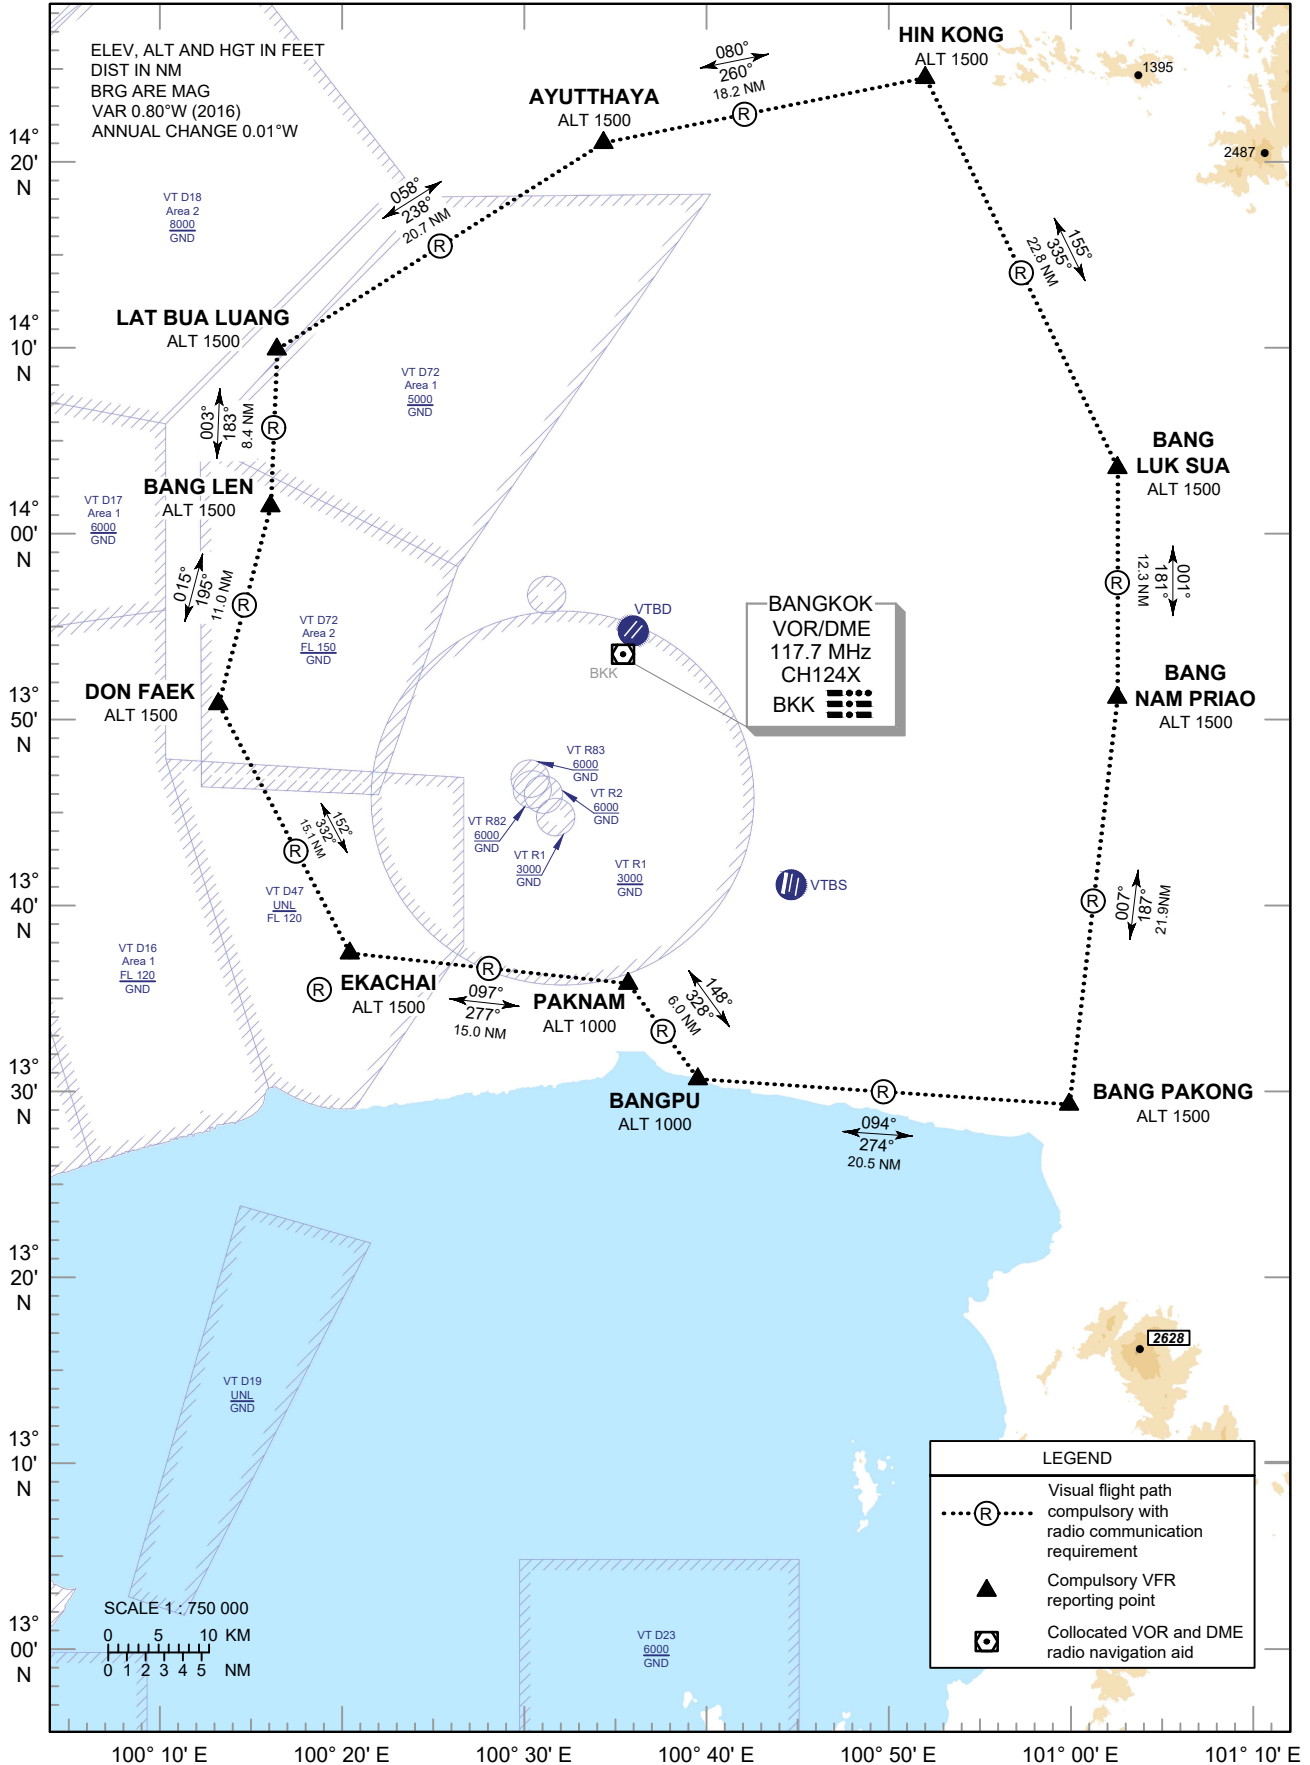 ELEV, ALT AND HGT IN FEET
DIST IN NM
BRG ARE MAG
VAR 0.80°W (2016)
ANNUAL CHANGE 0.01°W
HIN KONG
ALT 1500
080°
260°
18.2 NM
1395
2487
AYUTTHAYA
ALT 1500
14°
20'
N
VT D18
Area 2
8000
GND
058°
238°
20.7 NM
R
R
155°
335°
22.8 NM
R
LAT BUA LUANG
ALT 1500
14°
10'
N
VT D72
Area 1
5000
GND
003°
183°
8.4 NM
R
BANG
LUK SUA
ALT 1500
BANG LEN
ALT 1500
VT D17
Area 1
6000
GND
14°
00'
N
015°
195°
11.0 NM
R
001°
181°
12.3 NM
R
VT D72
Area 2
FL 150
GND
VTBD
BKK
BANGKOK
VOR/DME
117.7 MHz
CH124X
BKK
DON FAEK
ALT 1500
13°
50'
N
BANG
NAM PRIAO
ALT 1500
VT R83
6000
GND
VT R2
6000
GND
VT R82
6000
GND
VT R1
3000
GND
VT R1
3000
GND
152°
332°
15.1 NM
R
VT D47
UNL
FL 120
VTBS
13°
40'
N
007°
187°
21.9NM
R
VT D16
Area 1
FL 120
GND
R
EKACHAI
ALT 1500
R
097°
277°
15.0 NM
PAKNAM
ALT 1000
148°
328°
6.0 NM
R
13°
30'
N
BANGPU
ALT 1000
R
094°
274°
20.5 NM
BANG PAKONG
ALT 1500
13°
20'
N
2628
VT D19
UNL
GND
13°
10'
N
LEGEND
R
Visual flight path
compulsory with
radio communication
requirement
Compulsory VFR
reporting point
Collocated VOR and DME
radio navigation aid
SCALE 1 : 750 000
0 5 10 KM
0 1 2 3 4 5 NM
13°
00'
N
VT D23
6000
GND
100° 10' E
100° 20' E
100° 30' E
100° 40' E
100° 50' E
101° 00' E
101° 10' E